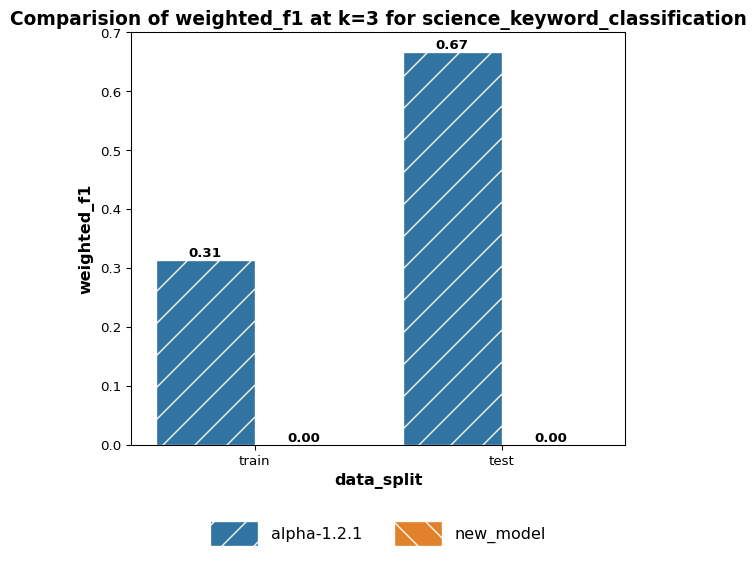 Comparision of weighted_f1 at k=3 for science_keyword_classification
0.7
0.6
0.5
0.4
0.3
0.2
0.1
0.0
weighted_f1
0.31
0.00
0.67
0.00
train
test
data_split
alpha-1.2.1
new_model